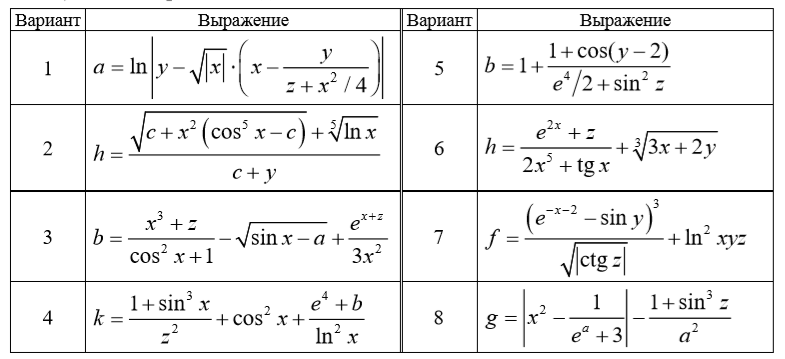 Вариант Выражение Вариант Выражение
1 a = ln|y − √|x| · (x − y/(z + x²/4))| 5 b = 1 + (1 + cos(y − 2))/(e⁴/2 + sin² z)
2 h = (√(c + x²(cos⁵ x − c)) + ⁵√(ln x))/(c + y) 6 h = (e²ˣ + z)/(2x⁵ + tg x) + ³√(3x + 2y)
3 b = (x³ + z)/(cos² x + 1) − √(sin x − a) + e^(x+z)/(3x²) 7 f = (e^(−x−2) − sin y)³/√|ctg z| + ln² xyz
4 k = (1 + sin³ x)/z² + cos² x + (e⁴ + b)/(ln² x) 8 g = |x² − 1/(eᵃ + 3)| − (1 + sin³ z)/a²